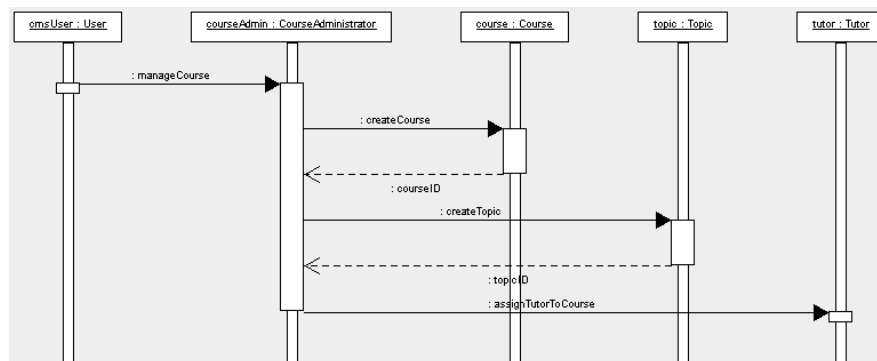 cmsUser : User
courseAdmin : CourseAdministrator
course : Course
topic : Topic
tutor : Tutor
: manageCourse
: createCourse
: courseID
: createTopic
: topicID
: assignTutorToCourse